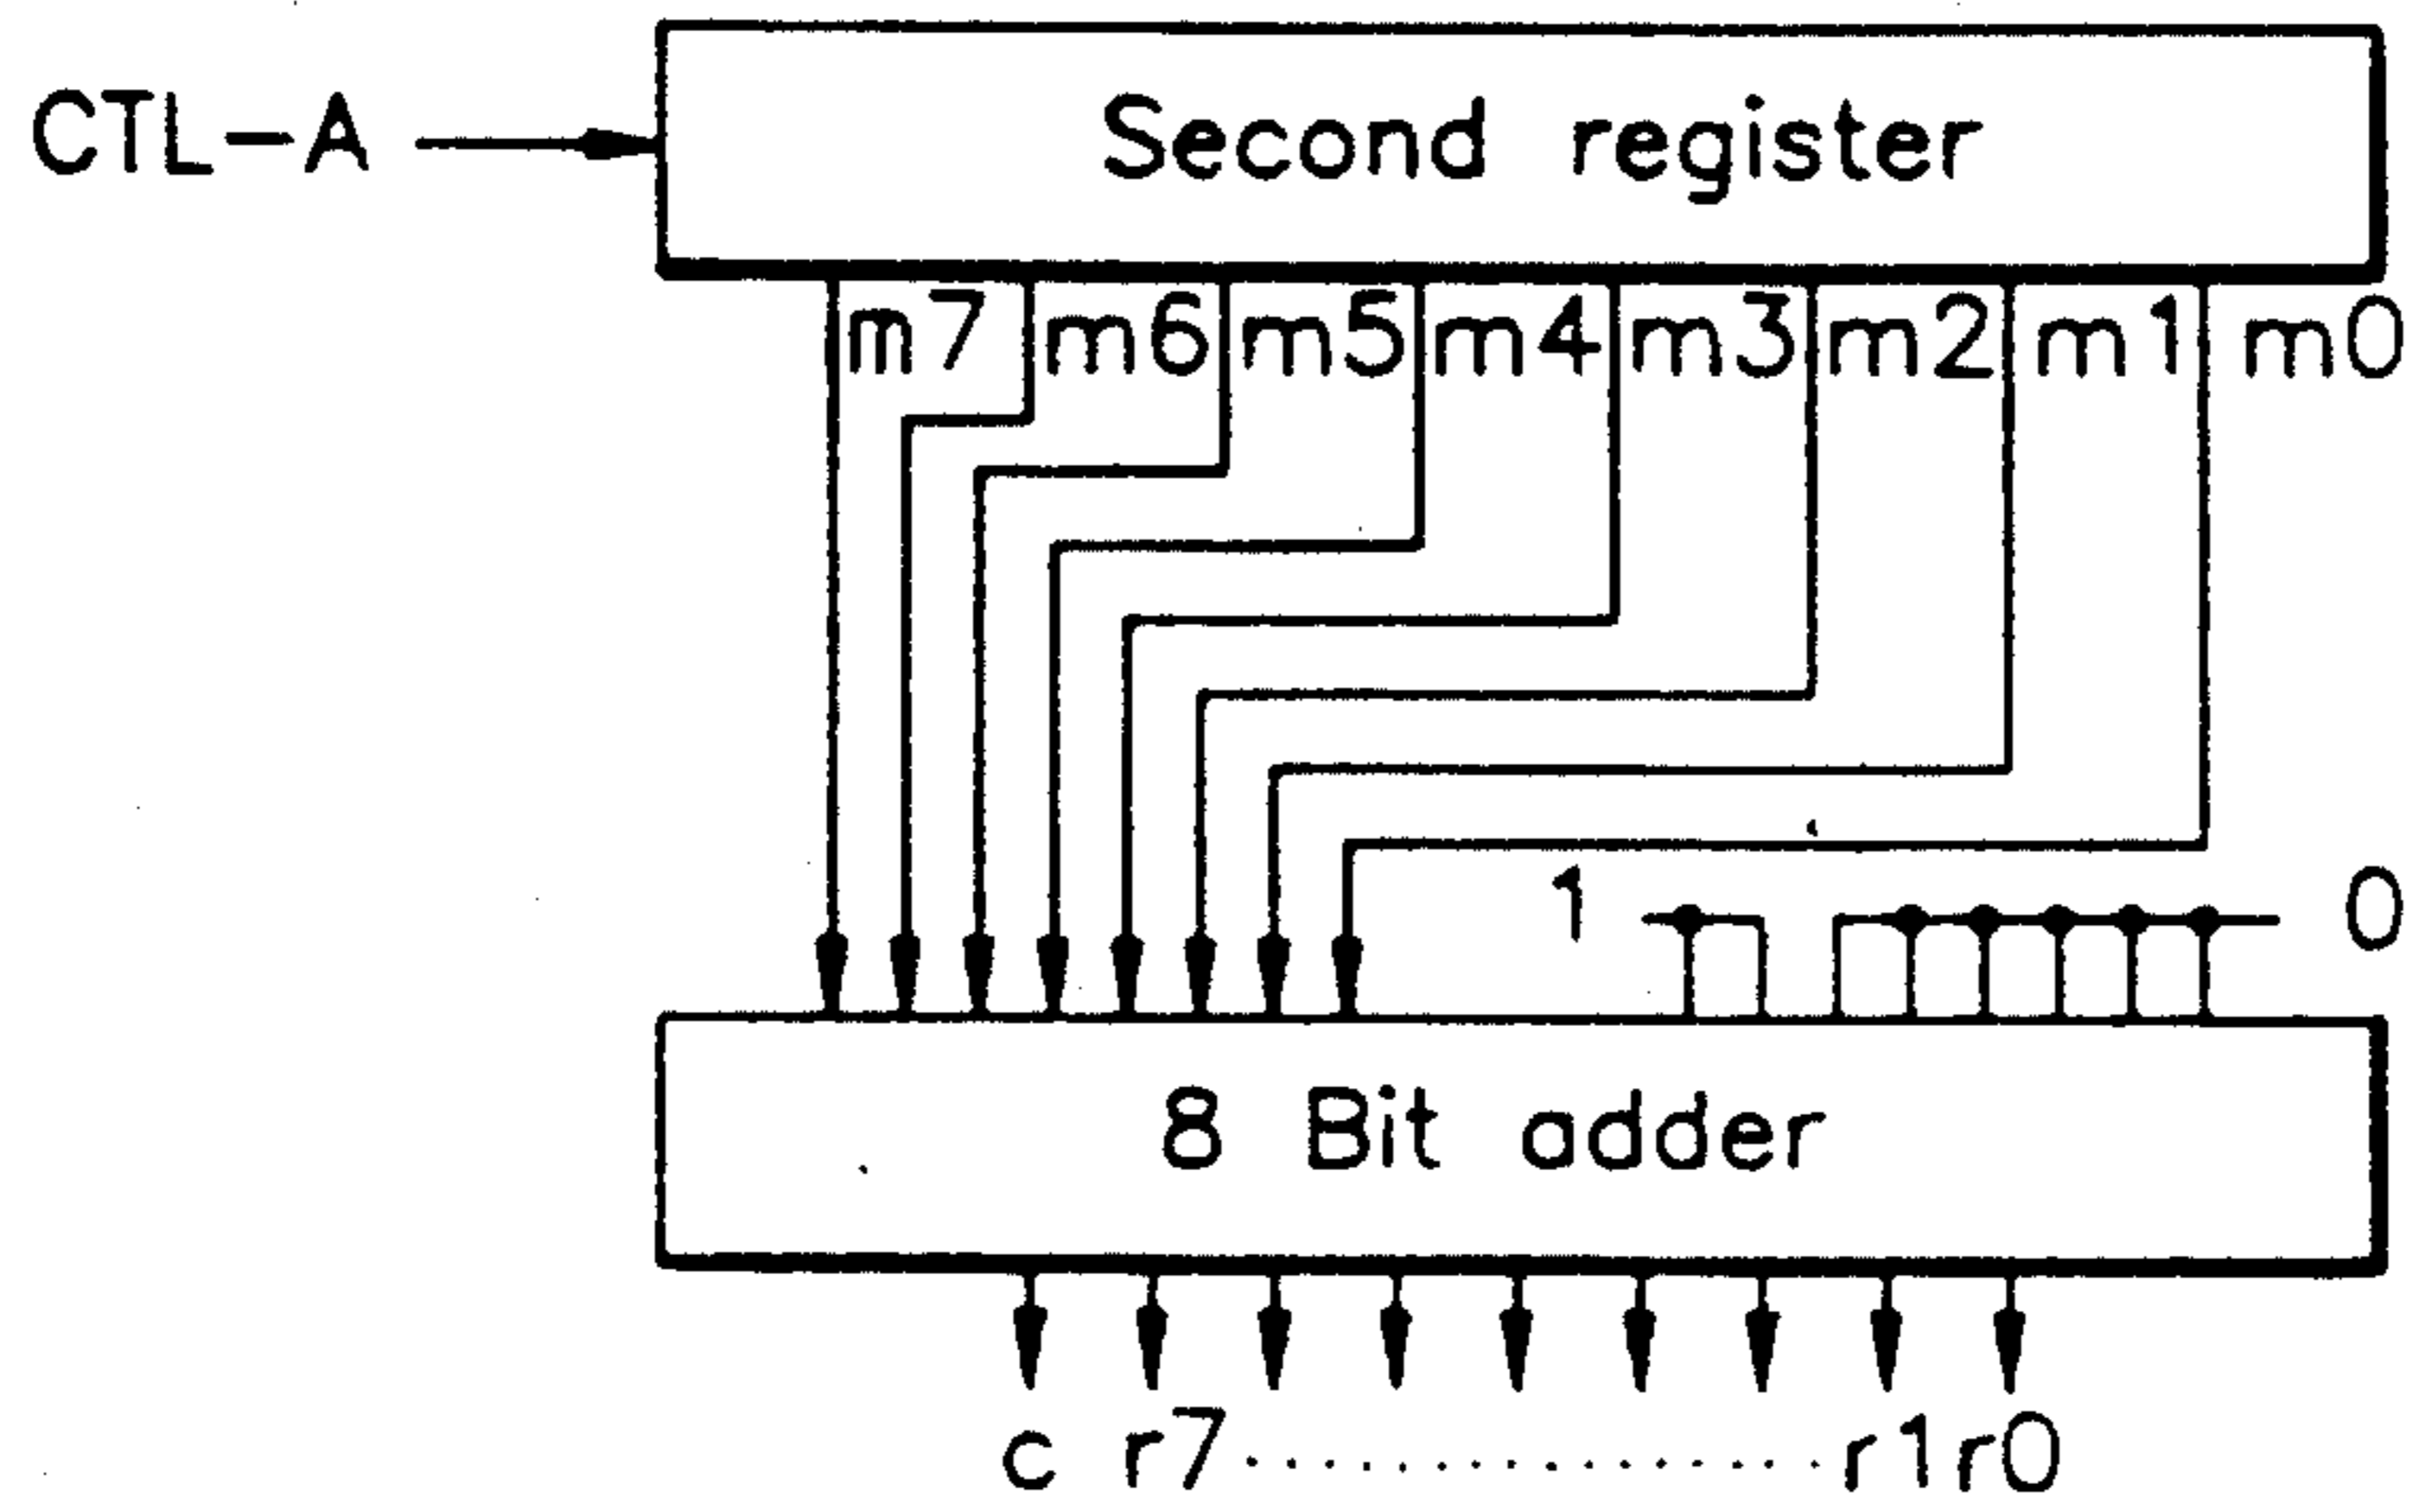 CTL-A Second register
m7 m6 m5 m4 m3 m2 m1 m0
1 0
8 Bit adder
c r7 .................. r1 r0